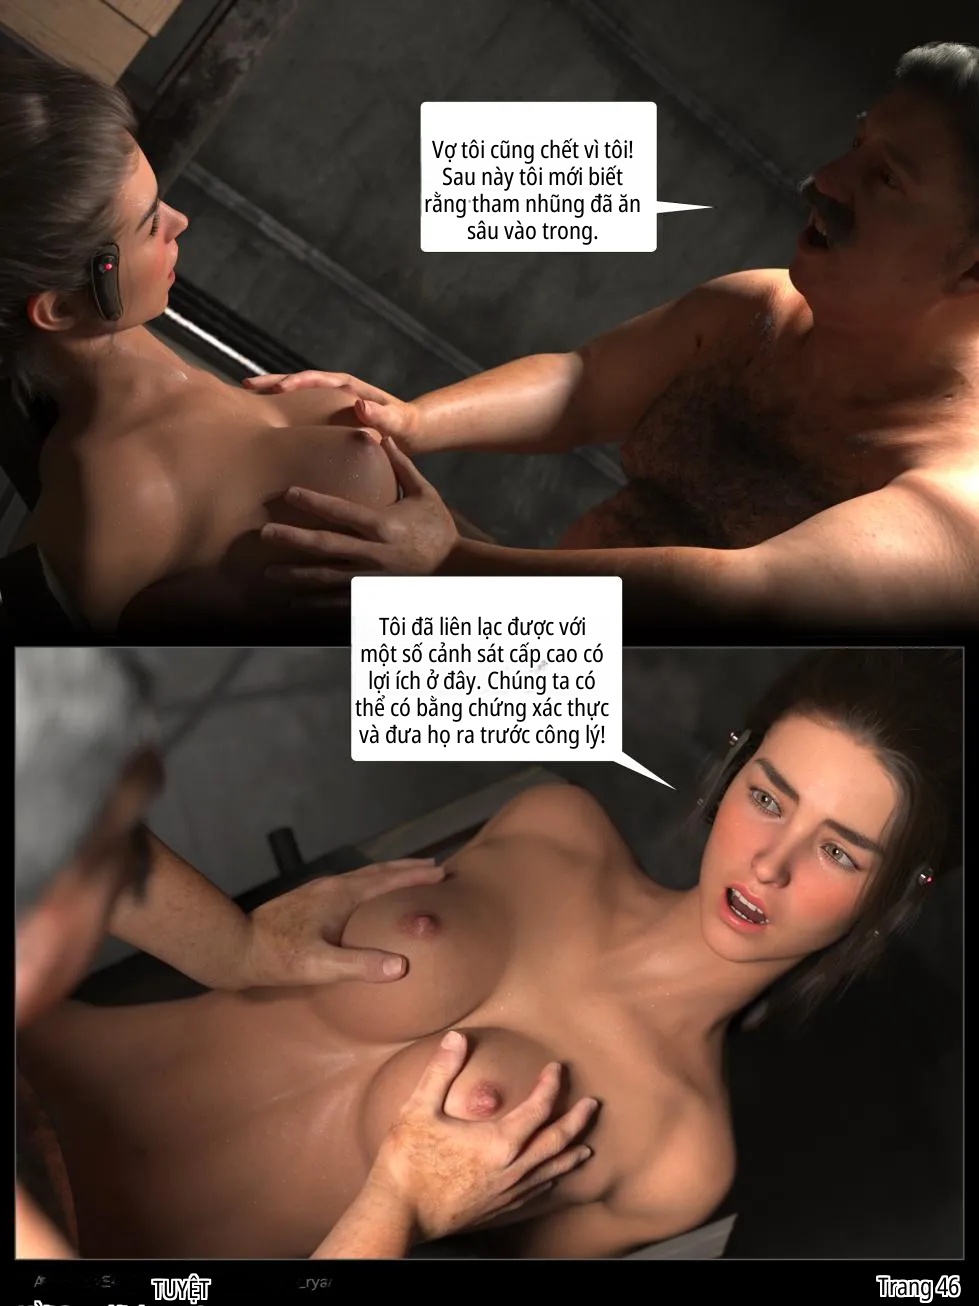 Vợ tôi cũng chết vì tôi!
Sau này tôi mới biết
rằng tham nhũng đã ăn
sâu vào trong.
Tôi đã liên lạc được với
một số cảnh sát cấp cao có
lợi ích ở đây. Chúng ta có
thể có bằng chứng xác thực
và đưa họ ra trước công lý!
TUYỆT
Trang 46